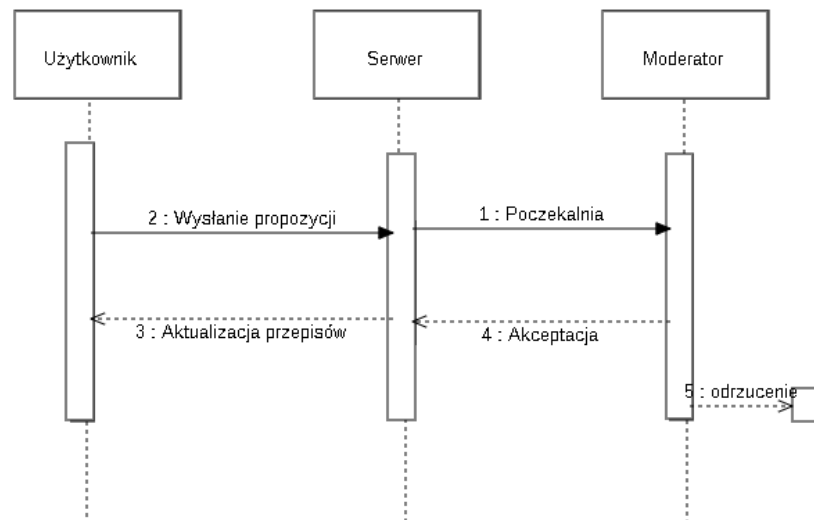 Użytkownik
Serwer
Moderator
2 : Wysłanie propozycji
1 : Poczekalnia
3 : Aktualizacja przepisów
4 : Akceptacja
5 : odrzucenie